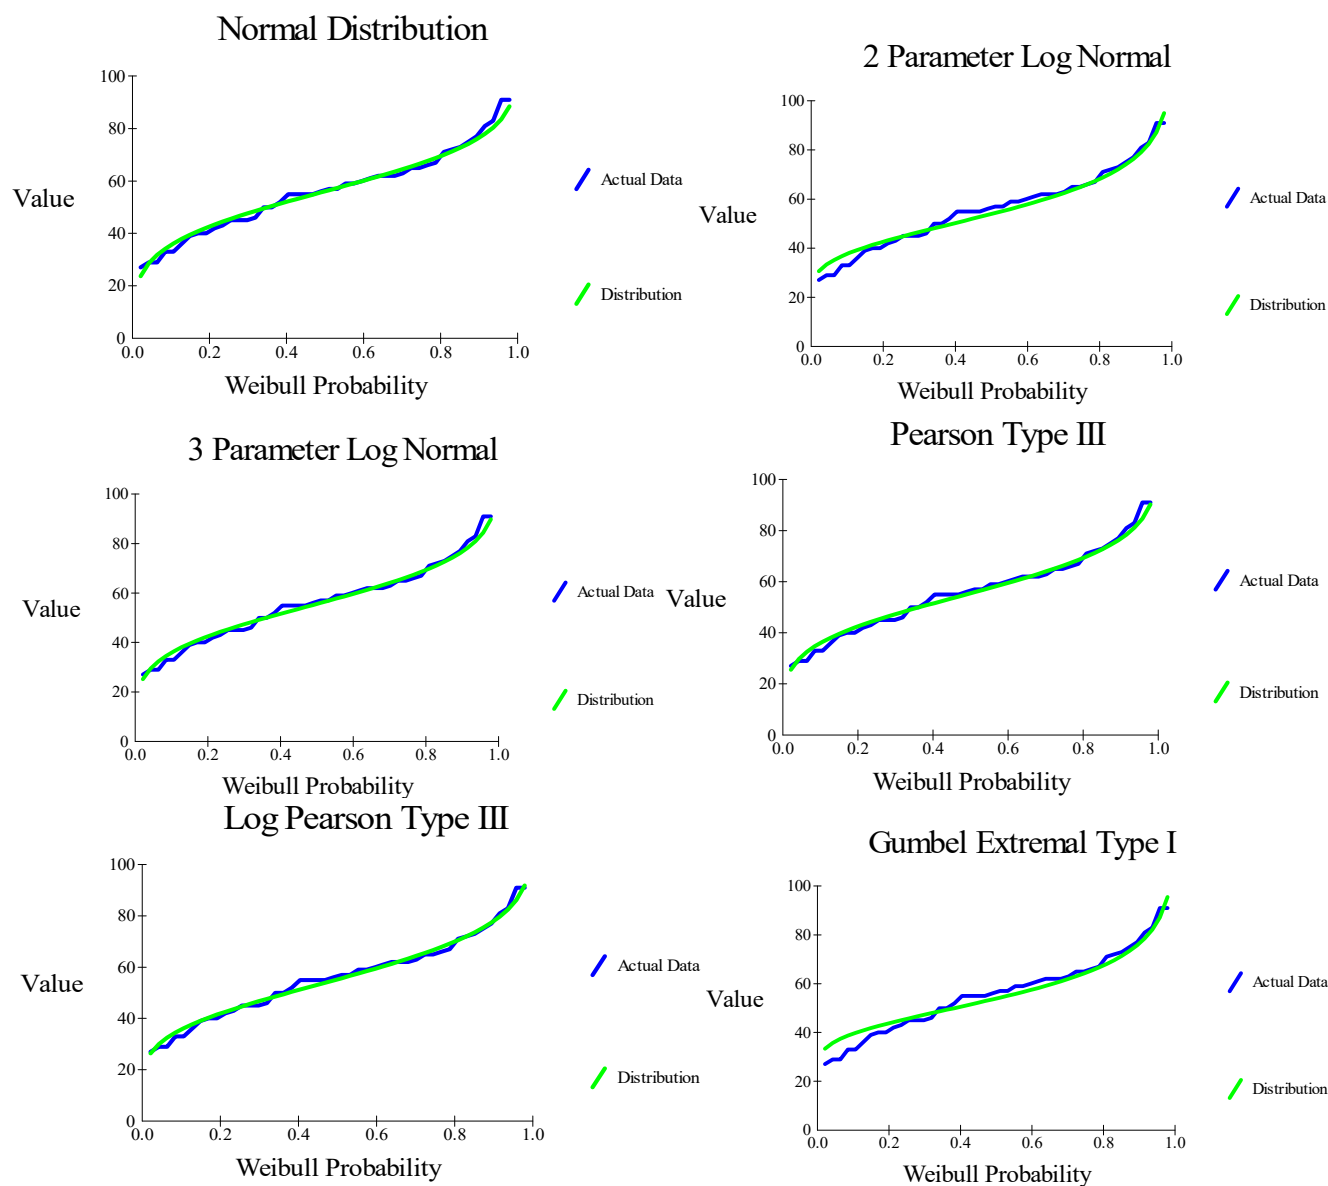 Normal Distribution
100
80
60
40
20
0
0.0 0.2 0.4 0.6 0.8 1.0
Value
Weibull Probability
Actual Data
Distribution
2 Parameter Log Normal
100
80
60
40
20
0
0.0 0.2 0.4 0.6 0.8 1.0
Value
Weibull Probability
Actual Data
Distribution
3 Parameter Log Normal
100
80
60
40
20
0
0.0 0.2 0.4 0.6 0.8 1.0
Value
Weibull Probability
Actual Data
Distribution
Pearson Type III
100
80
60
40
20
0
0.0 0.2 0.4 0.6 0.8 1.0
Value
Weibull Probability
Actual Data
Distribution
Log Pearson Type III
100
80
60
40
20
0
0.0 0.2 0.4 0.6 0.8 1.0
Value
Weibull Probability
Actual Data
Distribution
Gumbel Extremal Type I
100
80
60
40
20
0
0.0 0.2 0.4 0.6 0.8 1.0
Value
Weibull Probability
Actual Data
Distribution